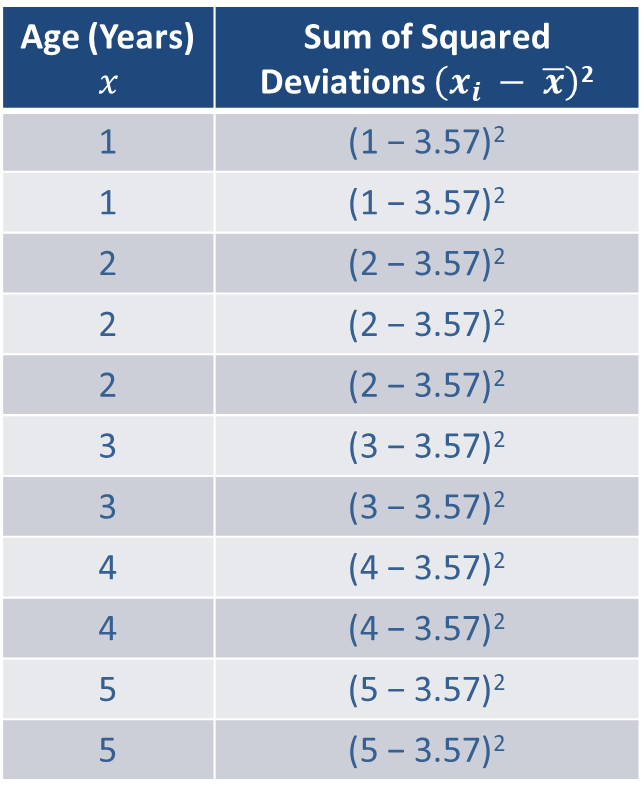 Age (Years) Sum of Squared
x Deviations (xᵢ − x̅)²
1 (1 − 3.57)²
1 (1 − 3.57)²
2 (2 − 3.57)²
2 (2 − 3.57)²
2 (2 − 3.57)²
3 (3 − 3.57)²
3 (3 − 3.57)²
4 (4 − 3.57)²
4 (4 − 3.57)²
5 (5 − 3.57)²
5 (5 − 3.57)²